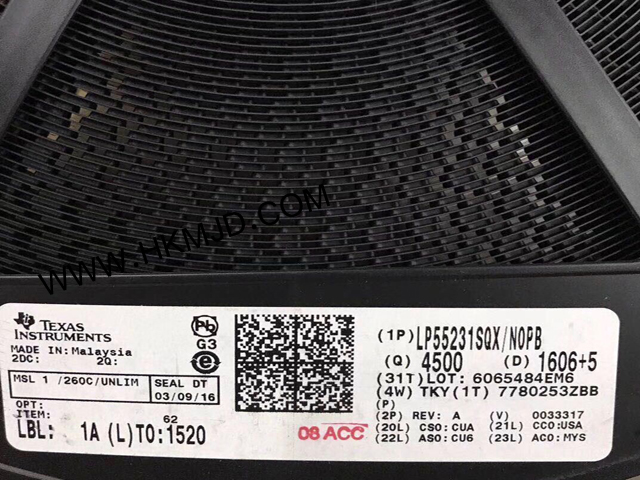 WWW.HKMJD.COM
TEXAS
INSTRUMENTS
MADE IN: Malaysia
2DC: 2Q:
MSL 1 /260C/UNLIM
SEAL DT
03/09/16
OPT:
ITEM:
62
LBL: 1A (L)TO:1520
Pb
G3
e
(1P) LP55231SQX/NOPB
(Q) 4500 (D) 1606+5
(31T) LOT: 6065484EM6
(4W) TKY(1T) 7780253ZBB
(P)
(2P) REV: A (V) 0033317
(20L) CSO: CUA (21L) CCO:USA
(22L) ASO: CU6 (23L) ACO: MYS
08 ACC